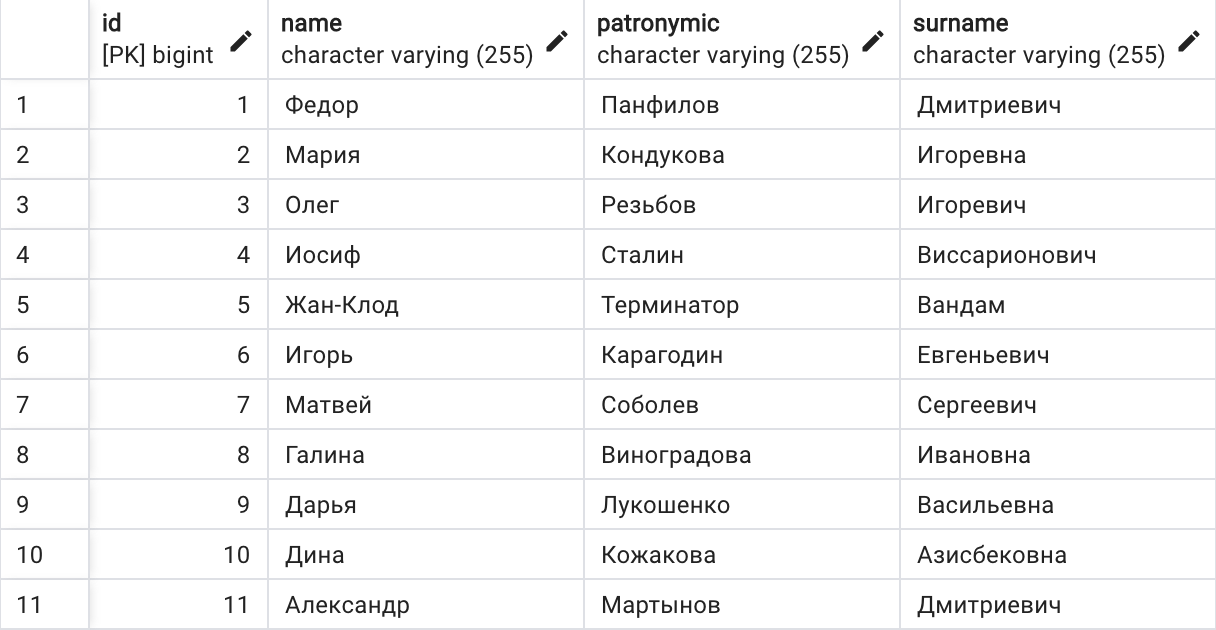 id name patronymic surname
[PK] bigint character varying (255) character varying (255) character varying (255)
1 1 Федор Панфилов Дмитриевич
2 2 Мария Кондукова Игоревна
3 3 Олег Резьбов Игоревич
4 4 Иосиф Сталин Виссарионович
5 5 Жан-Клод Терминатор Вандам
6 6 Игорь Карагодин Евгеньевич
7 7 Матвей Соболев Сергеевич
8 8 Галина Виноградова Ивановна
9 9 Дарья Лукошенко Васильевна
10 10 Дина Кожакова Азисбековна
11 11 Александр Мартынов Дмитриевич